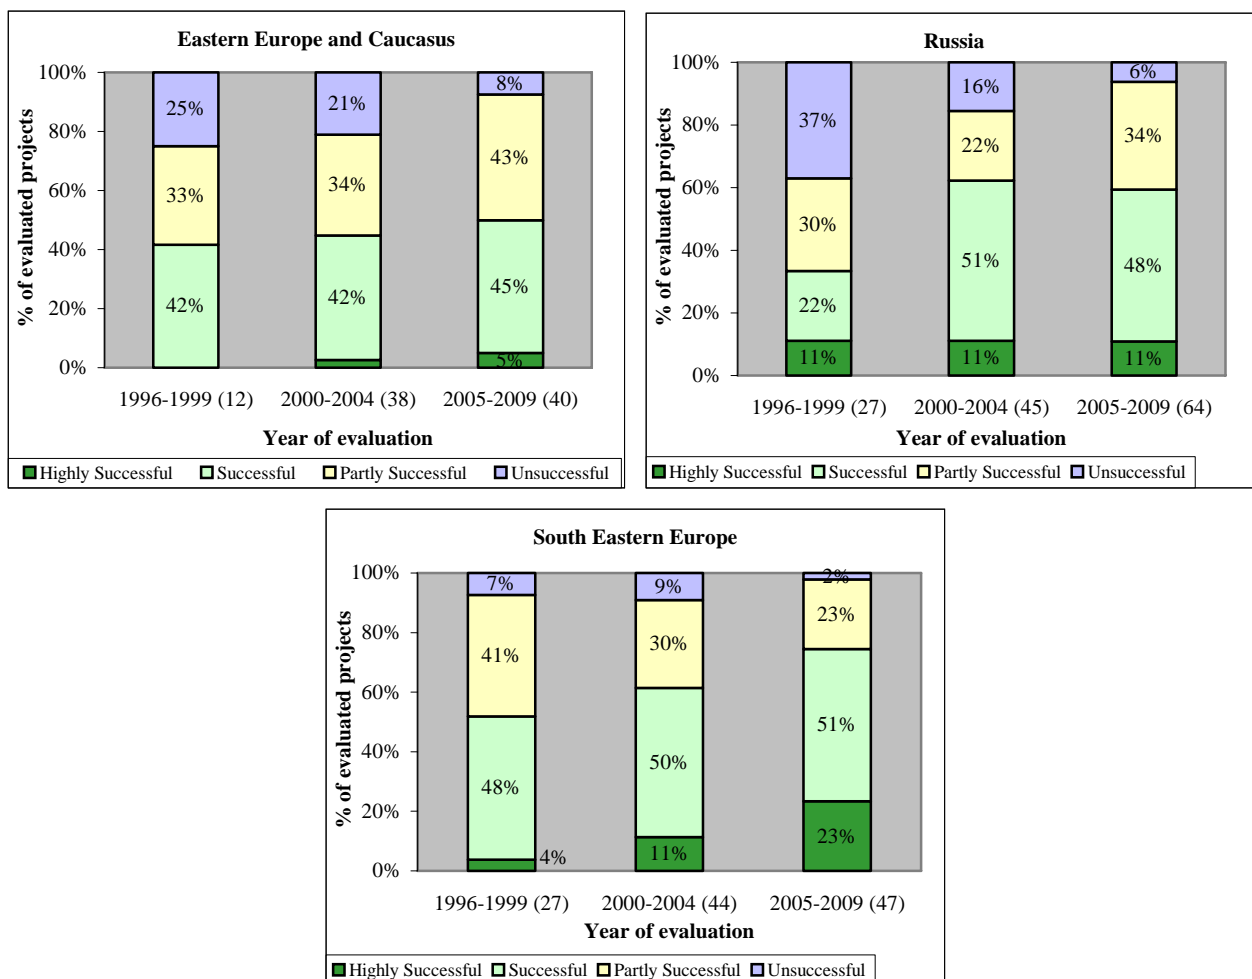 Eastern Europe and Caucasus
% of evaluated projects
100%
80%
60%
40%
20%
0%
25%
21%
8%
33%
34%
43%
42%
42%
45%
5%
1996-1999 (12)
2000-2004 (38)
2005-2009 (40)
Year of evaluation
Highly Successful
Successful
Partly Successful
Unsuccessful
Russia
% of evaluated projects
100%
80%
60%
40%
20%
0%
37%
16%
6%
30%
22%
34%
22%
51%
48%
11%
11%
11%
1996-1999 (27)
2000-2004 (45)
2005-2009 (64)
Year of evaluation
Highly Successful
Successful
Partly Successful
Unsuccessful
South Eastern Europe
% of evaluated projects
100%
80%
60%
40%
20%
0%
7%
9%
2%
41%
30%
23%
48%
50%
51%
4%
11%
23%
1996-1999 (27)
2000-2004 (44)
2005-2009 (47)
Year of evaluation
Highly Successful
Successful
Partly Successful
Unsuccessful